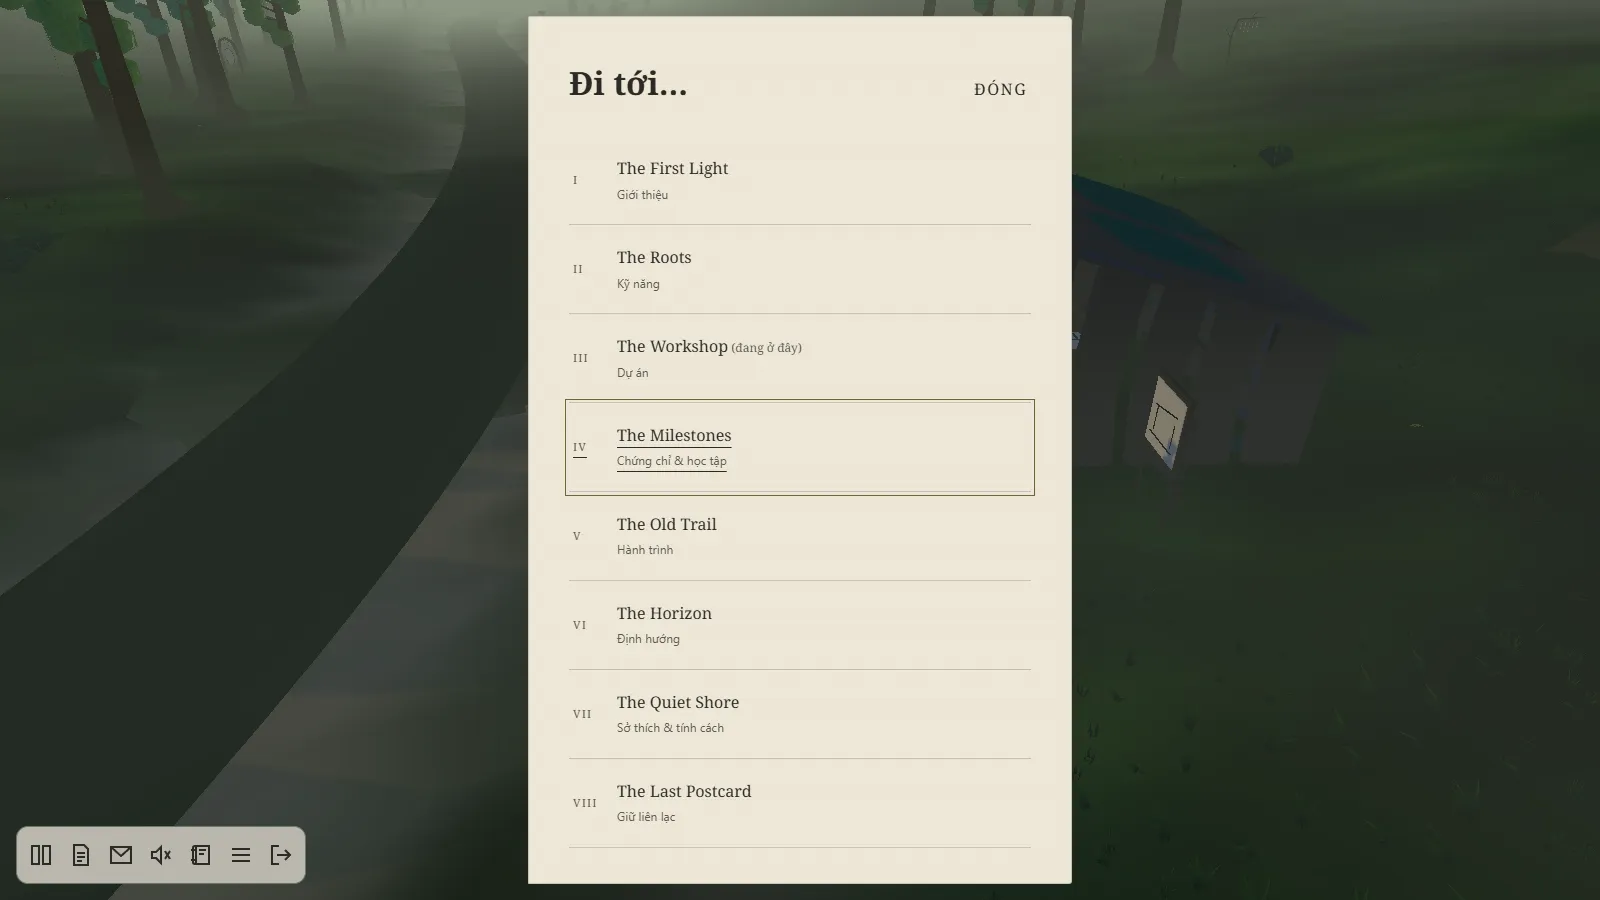 Đi tới...
ĐÓNG
I
The First Light
Giới thiệu
II
The Roots
Kỹ năng
III
The Workshop (đang ở đây)
Dự án
IV
The Milestones
Chứng chỉ & học tập
V
The Old Trail
Hành trình
VI
The Horizon
Định hướng
VII
The Quiet Shore
Sở thích & tính cách
VIII
The Last Postcard
Giữ liên lạc